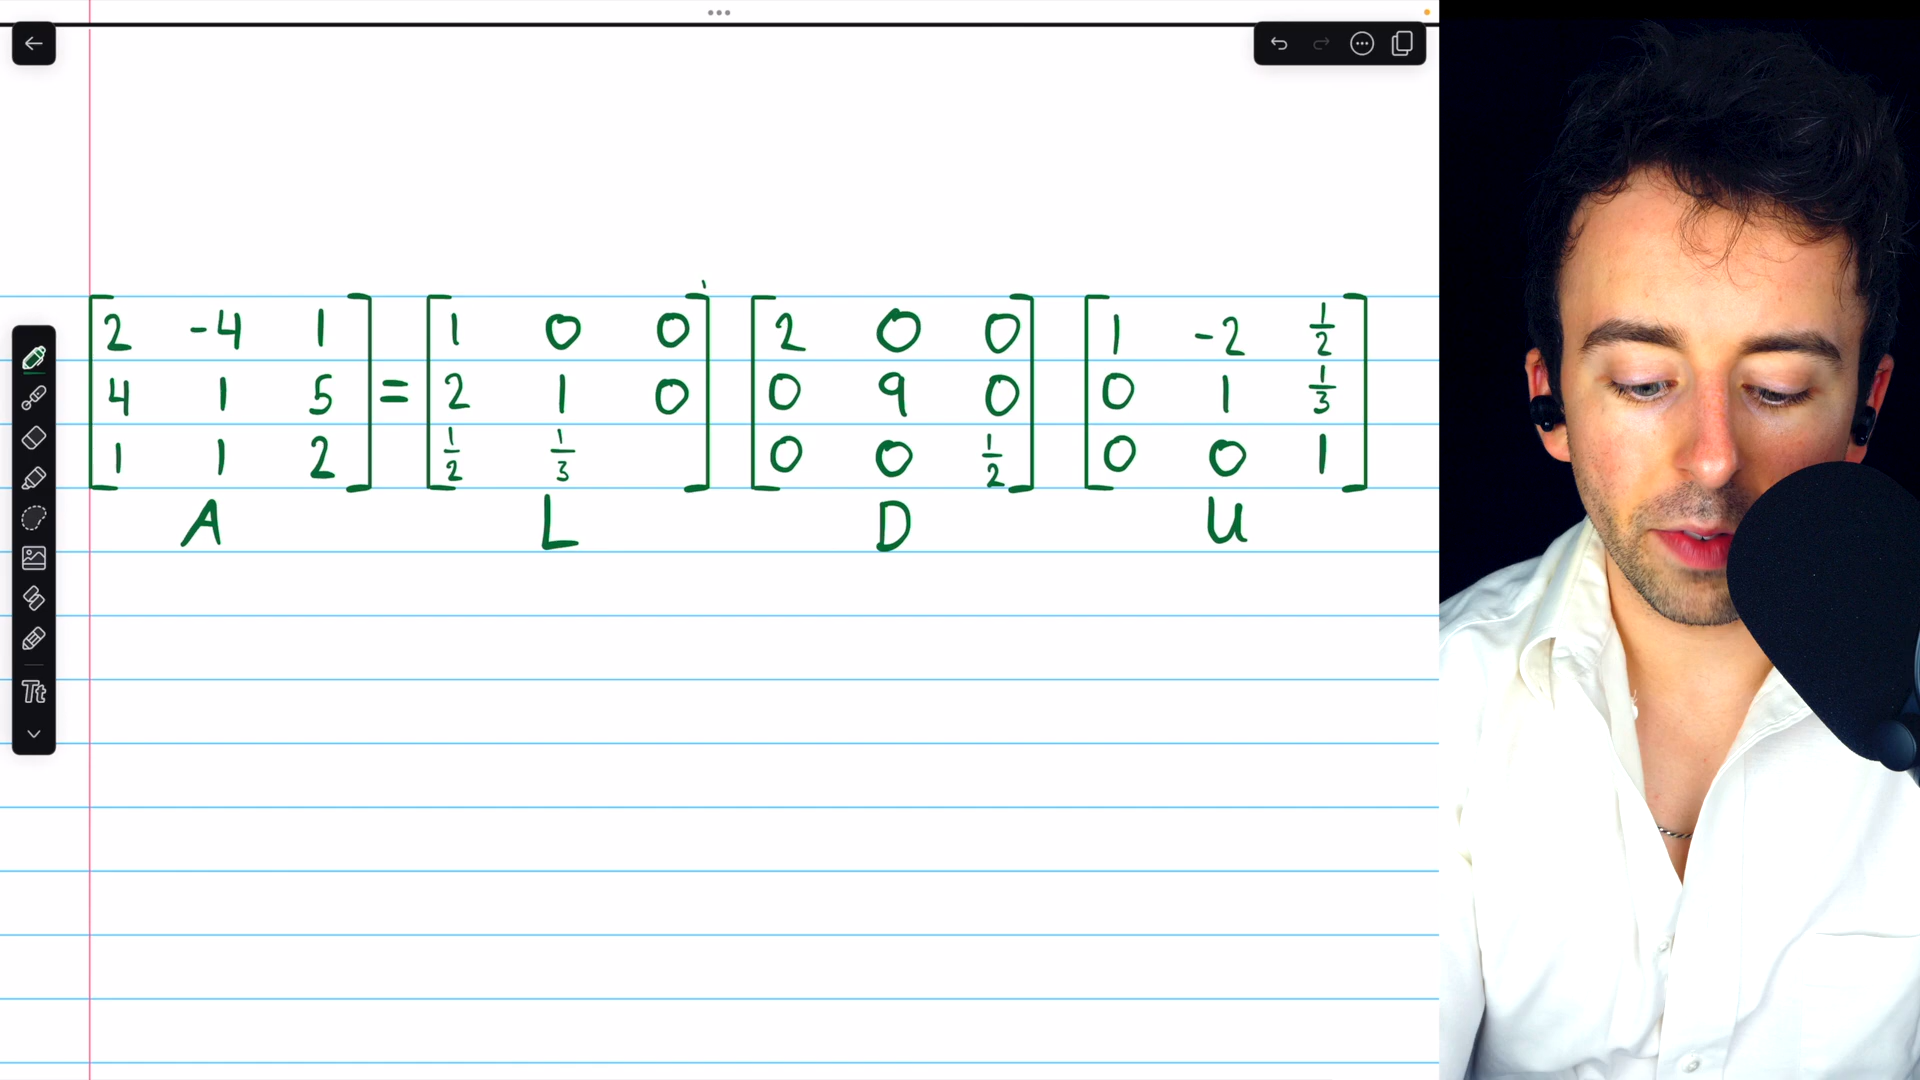 2 -4 1 1 0 0 2 0 0 1 -2 1/2
4 1 5 = 2 1 0 0 9 0 0 1 1/3
1 1 2 1/2 1/3 0 0 1/2 0 0 1
A L D U
Tt